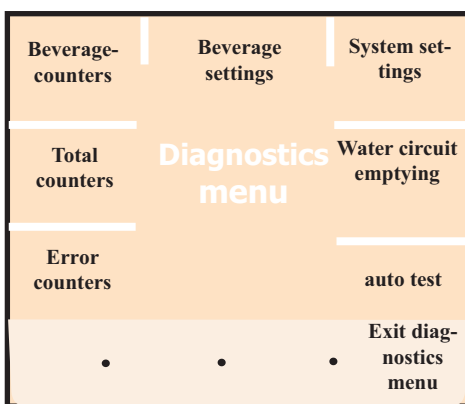 Beverage-
counters
Beverage
settings
System set-
tings
Total
counters
Diagnostics
menu
Water circuit
emptying
Error
counters
auto test
Exit diag-
nostics
menu